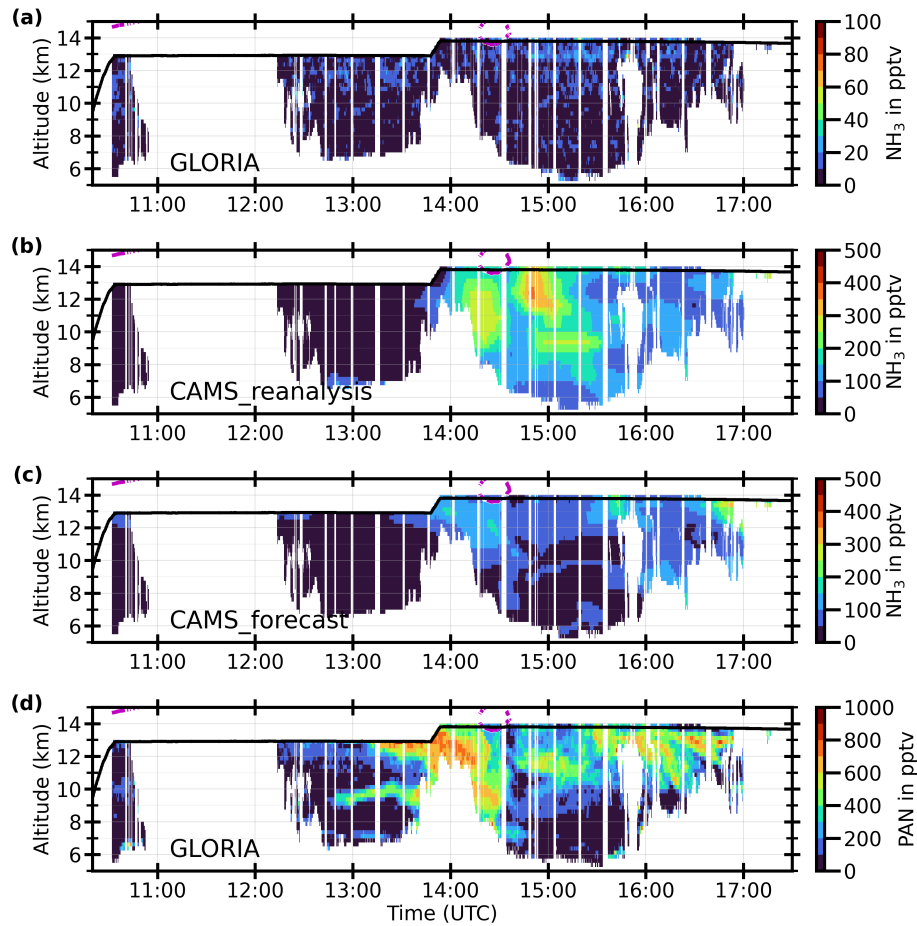 (a)
Altitude (km)
14
12
10
8
6
GLORIA
11:00 12:00 13:00 14:00 15:00 16:00 17:00
100
80
60
40
20
0
NH₃ in pptv
(b)
Altitude (km)
14
12
10
8
6
CAMS_reanalysis
11:00 12:00 13:00 14:00 15:00 16:00 17:00
500
400
300
200
100
0
NH₃ in pptv
(c)
Altitude (km)
14
12
10
8
6
CAMS_forecast
11:00 12:00 13:00 14:00 15:00 16:00 17:00
500
400
300
200
100
0
NH₃ in pptv
(d)
Altitude (km)
14
12
10
8
6
GLORIA
11:00 12:00 13:00 14:00 15:00 16:00 17:00
Time (UTC)
1000
800
600
400
200
0
PAN in pptv